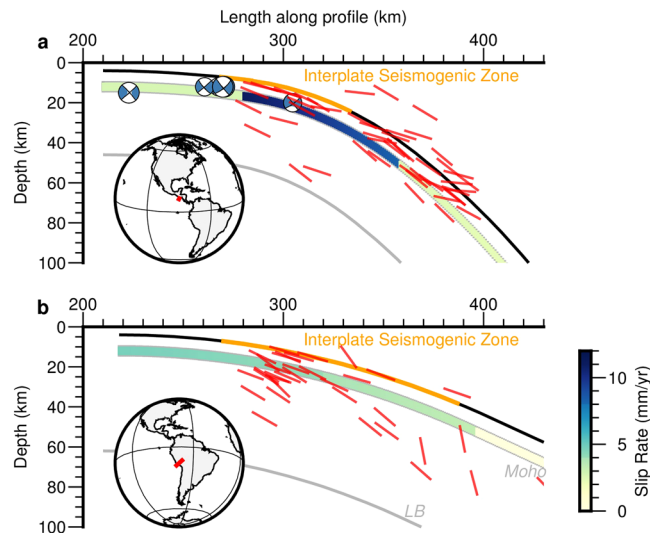 Length along profile (km)
a
200
300
400
0
20
40
60
80
100
Depth (km)
Interplate Seismogenic Zone
b
200
300
400
0
20
40
60
80
100
Depth (km)
Interplate Seismogenic Zone
Moho
LB
10
5
0
Slip Rate (mm/yr)